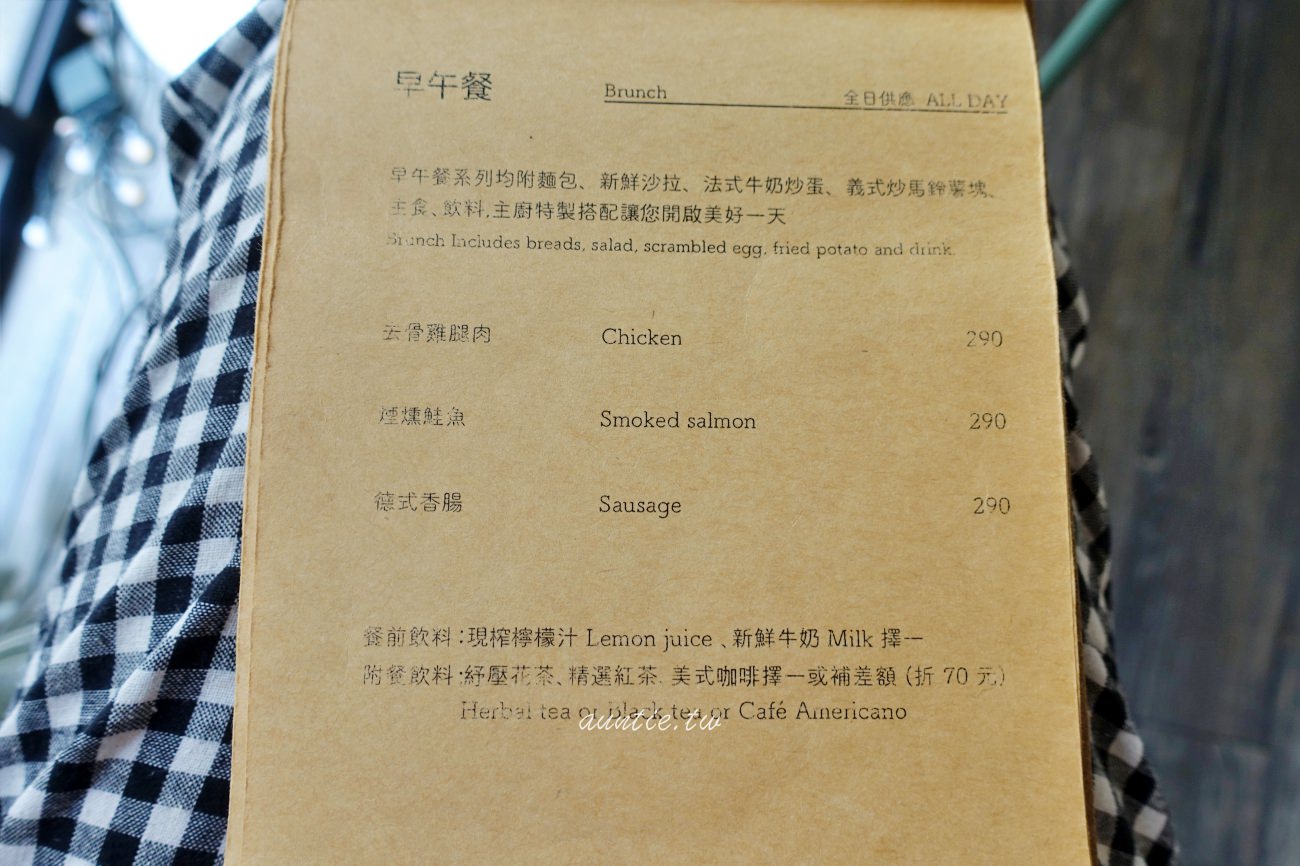 早午餐 Brunch 全日供應 ALL DAY
早午餐系列均附麵包、新鮮沙拉、法式牛奶炒蛋、義式炒馬鈴薯塊、
主食、飲料,主廚特製搭配讓您開啟美好一天
Brunch Includes breads, salad, scrambled egg, fried potato and drink.
去骨雞腿肉 Chicken 290
煙燻鮭魚 Smoked salmon 290
德式香腸 Sausage 290
餐前飲料:現榨檸檬汁 Lemon juice、新鮮牛奶 Milk 擇一
附餐飲料:紓壓花茶、精選紅茶、美式咖啡擇一或補差額 (折 70 元)
Herbal tea or Black tea or Café Americano
auntie.tw